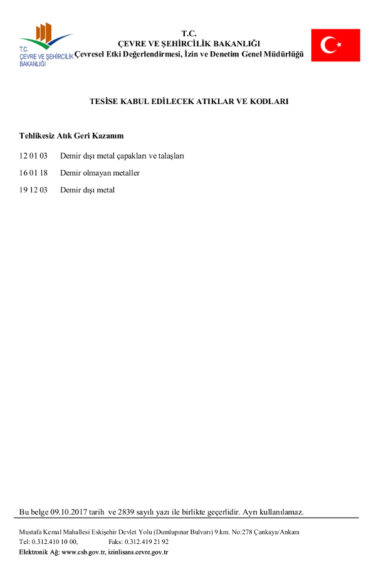 T.C.
ÇEVRE VE ŞEHİRCİLİK BAKANLIĞI
Çevresel Etki Değerlendirmesi, İzin ve Denetim Genel Müdürlüğü
T.C.
ÇEVRE VE ŞEHİRCİLİK
BAKANLIĞI
TESİSE KABUL EDİLECEK ATIKLAR VE KODLARI
Tehlikesiz Atık Geri Kazanım
12 01 03 Demir dışı metal çapakları ve talaşları
16 01 18 Demir olmayan metaller
19 12 03 Demir dışı metal
Bu belge 09.10.2017 tarih ve 2839 sayılı yazı ile birlikte geçerlidir. Ayrı kullanılamaz.
Mustafa Kemal Mahallesi Eskişehir Devlet Yolu (Dumlupınar Bulvarı) 9.km. No:278 Çankaya/Ankara
Tel: 0.312.410 10 00, Faks: 0.312.419 21 92
Elektronik Ağ: www.csb.gov.tr, izinlisans.cevre.gov.tr